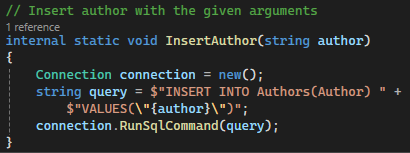 // Insert author with the given arguments
1 reference
internal static void InsertAuthor(string author)
{
    Connection connection = new();
    string query = $"INSERT INTO Authors(Author) " +
        $"VALUES(\"{author}\")";
    connection.RunSqlCommand(query);
}